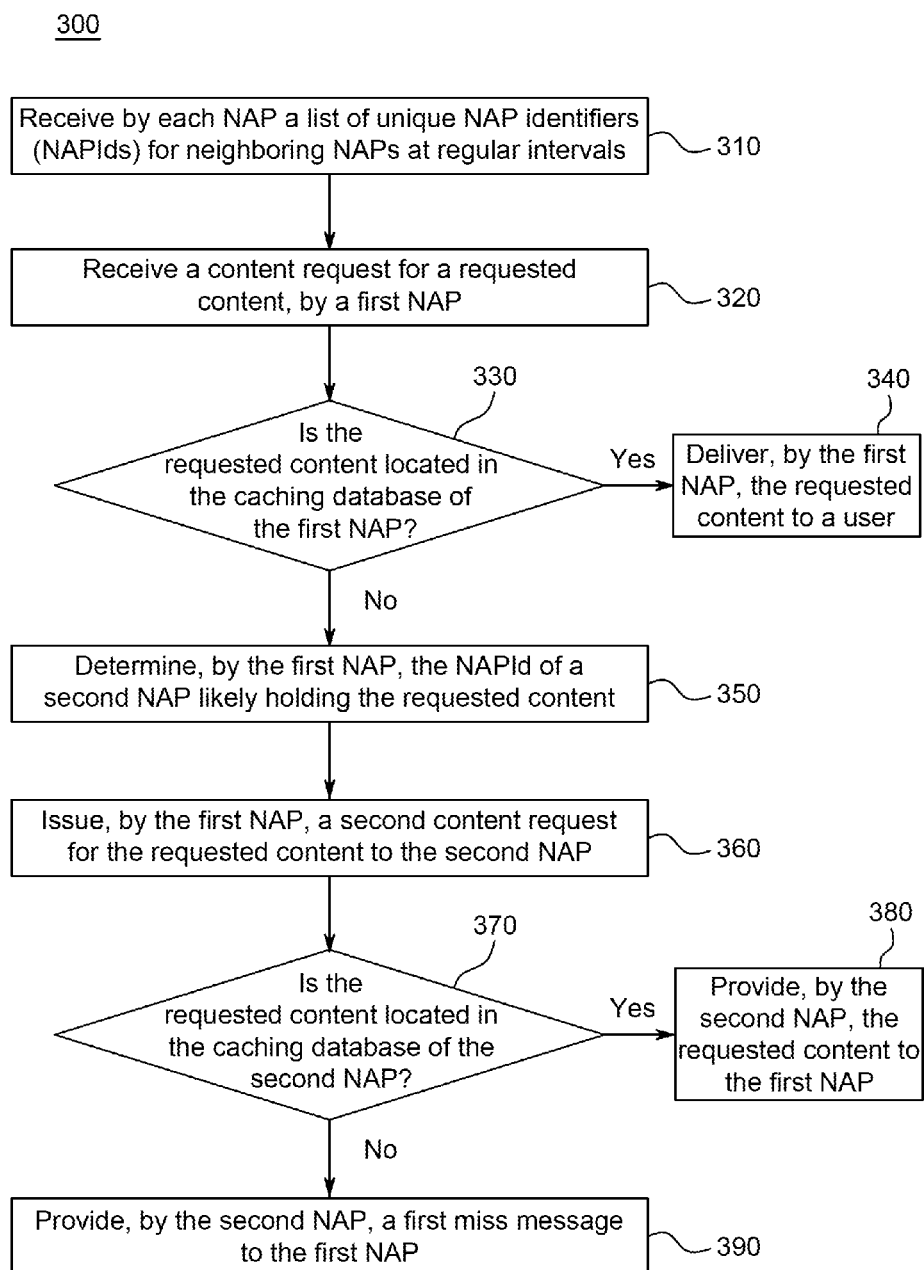 300
Receive by each NAP a list of unique NAP identifiers
(NAPIds) for neighboring NAPs at regular intervals
310
Receive a content request for a requested
content, by a first NAP
320
330
Is the
requested content located in
the caching database of
the first NAP?
Yes
340
Deliver, by the first
NAP, the requested
content to a user
No
Determine, by the first NAP, the NAPId of a
second NAP likely holding the requested content
350
Issue, by the first NAP, a second content request
for the requested content to the second NAP
360
370
Is the
requested content located in
the caching database of the
second NAP?
Yes
380
Provide, by the
second NAP, the
requested content to
the first NAP
No
Provide, by the second NAP, a first miss message
to the first NAP
390